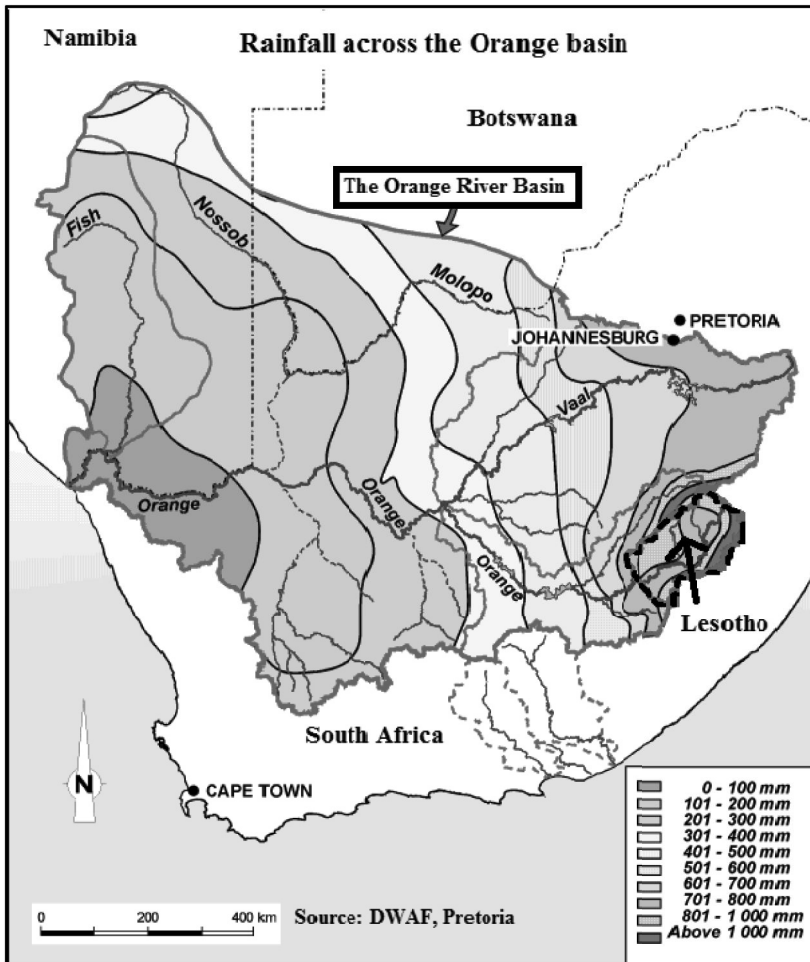 Namibia
Rainfall across the Orange basin
Botswana
The Orange River Basin
Fish
Nossob
Molopo
PRETORIA
JOHANNESBURG
Vaal
Orange
Orange
Orange
Lesotho
South Africa
N
CAPE TOWN
0 - 100 mm
101 - 200 mm
201 - 300 mm
301 - 400 mm
401 - 500 mm
501 - 600 mm
601 - 700 mm
701 - 800 mm
801 - 1 000 mm
Above 1 000 mm
0 200 400 km
Source: DWAF, Pretoria